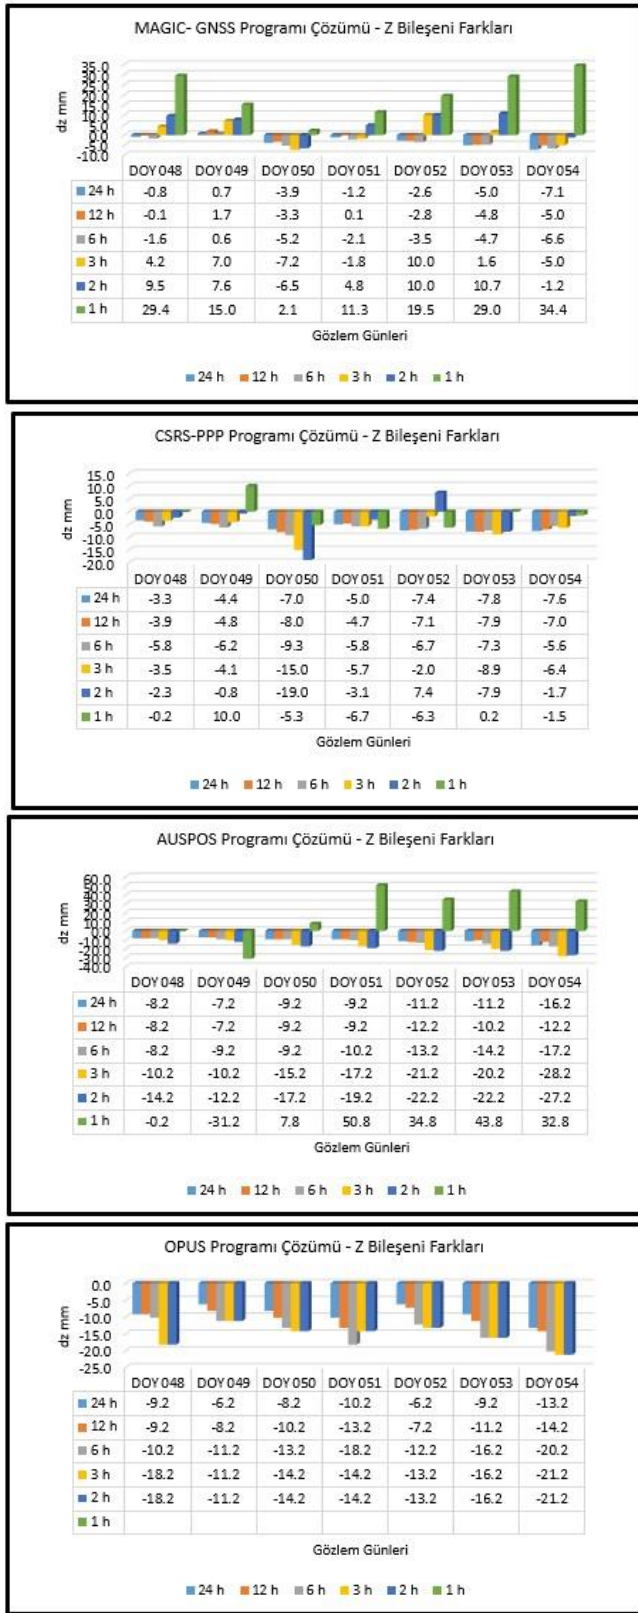 MAGIC- GNSS Programı Çözümü - Z Bileşeni Farkları
35.0
30.0
25.0
20.0
15.0
10.0
5.0
0.0
-5.0
-10.0
dz mm
DOY 048 DOY 049 DOY 050 DOY 051 DOY 052 DOY 053 DOY 054
24 h -0.8 0.7 -3.9 -1.2 -2.6 -5.0 -7.1
12 h -0.1 1.7 -3.3 0.1 -2.8 -4.8 -5.0
6 h -1.6 0.6 -5.2 -2.1 -3.5 -4.7 -6.6
3 h 4.2 7.0 -7.2 -1.8 10.0 1.6 -5.0
2 h 9.5 7.6 -6.5 4.8 10.0 10.7 -1.2
1 h 29.4 15.0 2.1 11.3 19.5 29.0 34.4
Gözlem Günleri
24 h 12 h 6 h 3 h 2 h 1 h
CSRS-PPP Programı Çözümü - Z Bileşeni Farkları
15.0
10.0
5.0
0.0
-5.0
-10.0
-15.0
-20.0
dz mm
DOY 048 DOY 049 DOY 050 DOY 051 DOY 052 DOY 053 DOY 054
24 h -3.3 -4.4 -7.0 -5.0 -7.4 -7.8 -7.6
12 h -3.9 -4.8 -8.0 -4.7 -7.1 -7.9 -7.0
6 h -5.8 -6.2 -9.3 -5.8 -6.7 -7.3 -5.6
3 h -3.5 -4.1 -15.0 -5.7 -2.0 -8.9 -6.4
2 h -2.3 -0.8 -19.0 -3.1 7.4 -7.9 -1.7
1 h -0.2 10.0 -5.3 -6.7 -6.3 0.2 -1.5
Gözlem Günleri
24 h 12 h 6 h 3 h 2 h 1 h
AUSPOS Programı Çözümü - Z Bileşeni Farkları
60.0
50.0
40.0
30.0
20.0
10.0
0.0
-10.0
-20.0
-30.0
-40.0
dz mm
DOY 048 DOY 049 DOY 050 DOY 051 DOY 052 DOY 053 DOY 054
24 h -8.2 -7.2 -9.2 -9.2 -11.2 -11.2 -16.2
12 h -8.2 -7.2 -9.2 -9.2 -12.2 -10.2 -12.2
6 h -8.2 -9.2 -9.2 -10.2 -13.2 -14.2 -17.2
3 h -10.2 -10.2 -15.2 -17.2 -21.2 -20.2 -28.2
2 h -14.2 -12.2 -17.2 -19.2 -22.2 -22.2 -27.2
1 h -0.2 -31.2 7.8 50.8 34.8 43.8 32.8
Gözlem Günleri
24 h 12 h 6 h 3 h 2 h 1 h
OPUS Programı Çözümü - Z Bileşeni Farkları
0.0
-5.0
-10.0
-15.0
-20.0
-25.0
dz mm
DOY 048 DOY 049 DOY 050 DOY 051 DOY 052 DOY 053 DOY 054
24 h -9.2 -6.2 -8.2 -10.2 -6.2 -9.2 -13.2
12 h -9.2 -8.2 -10.2 -13.2 -7.2 -11.2 -14.2
6 h -10.2 -11.2 -13.2 -18.2 -12.2 -16.2 -20.2
3 h -18.2 -11.2 -14.2 -14.2 -13.2 -16.2 -21.2
2 h -18.2 -11.2 -14.2 -14.2 -13.2 -16.2 -21.2
1 h
Gözlem Günleri
24 h 12 h 6 h 3 h 2 h 1 h